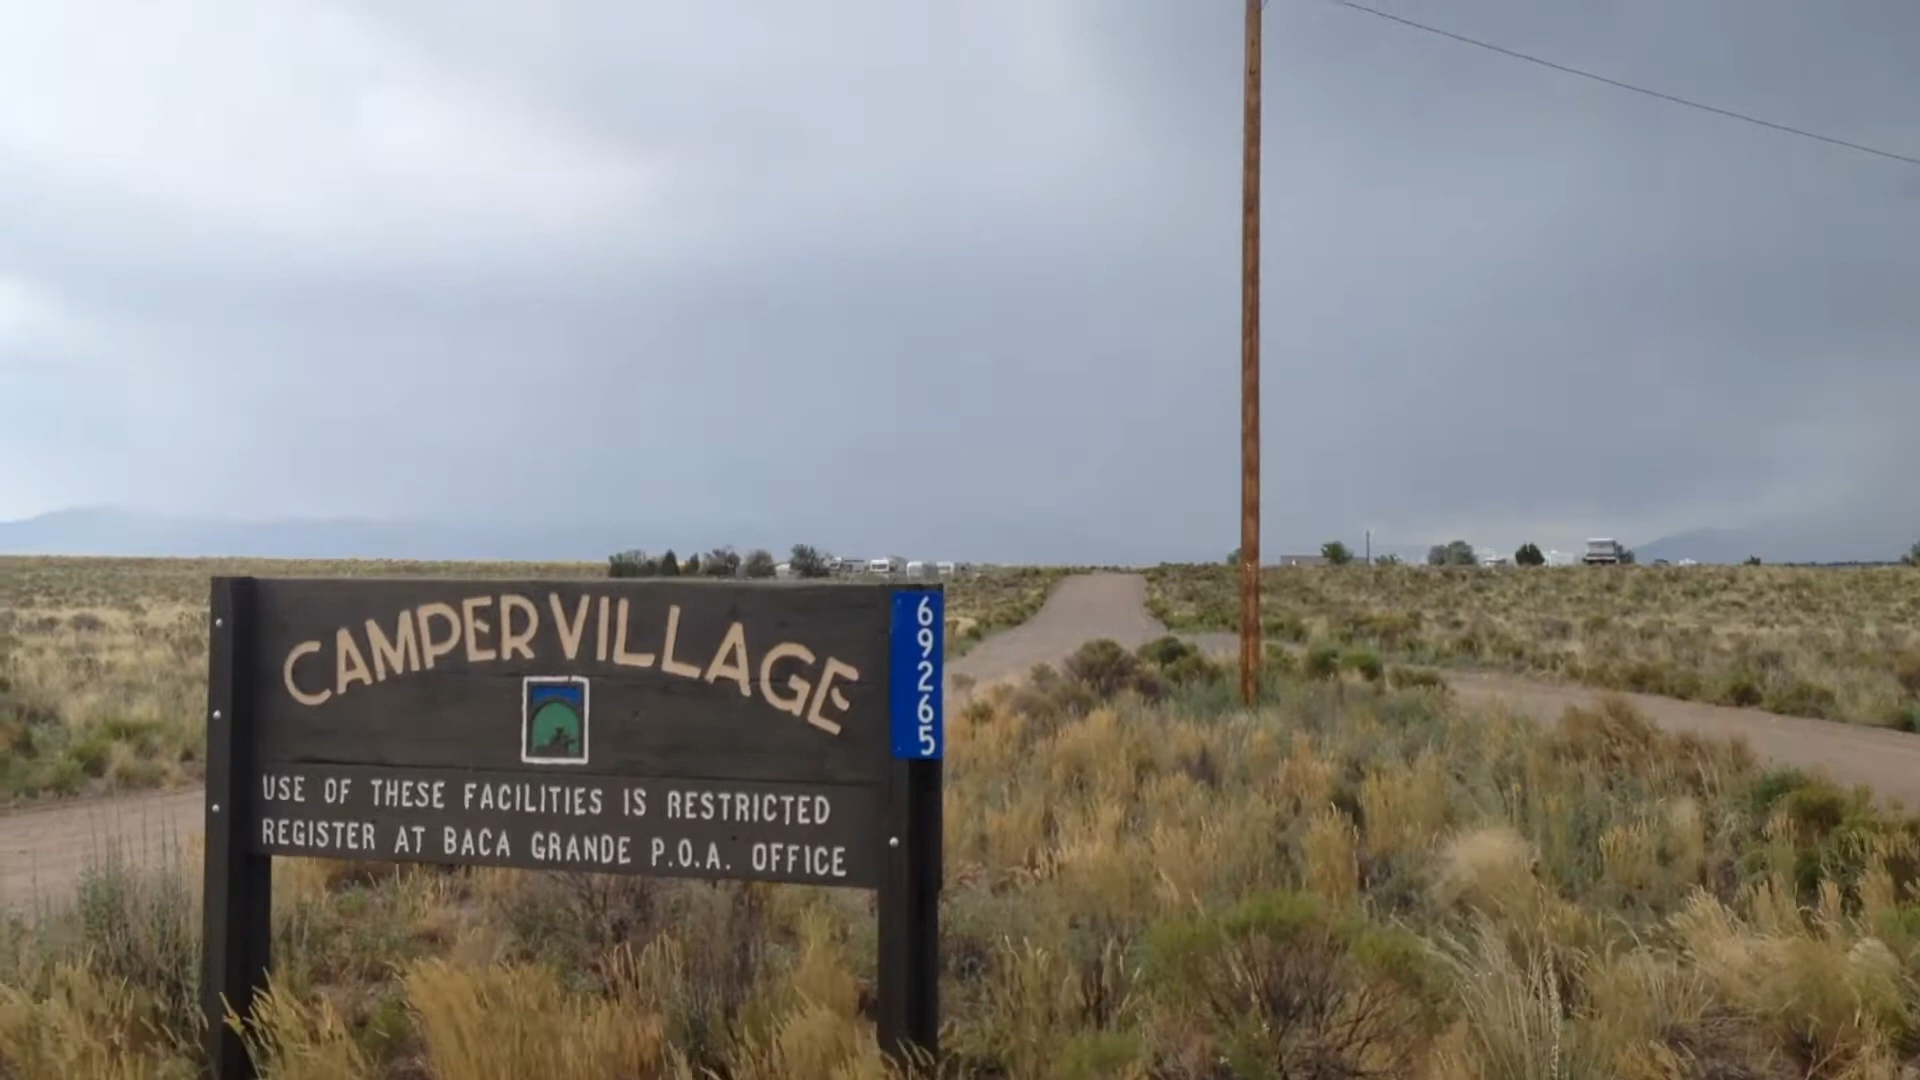 CAMPER VILLAGE
USE OF THESE FACILITIES IS RESTRICTED
REGISTER AT BACA GRANDE P.O.A. OFFICE
69265